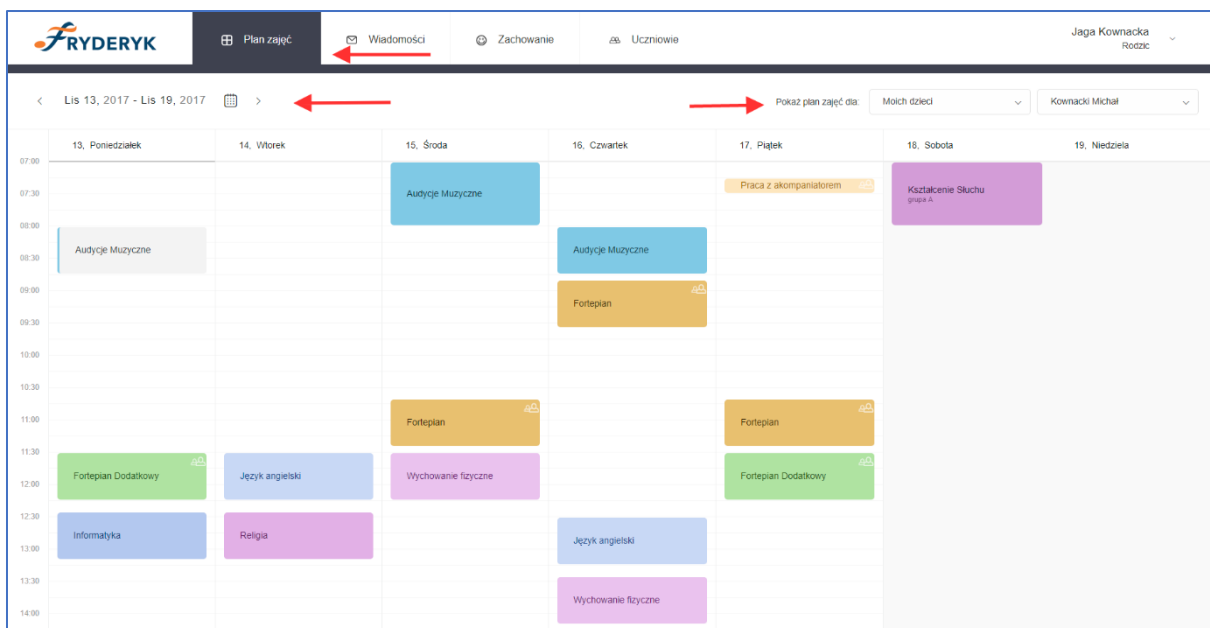 FRYDERYK
Plan zajęć
Wiadomości
Zachowanie
Uczniowie
Jaga Kownacka
Rodzic
Lis 13, 2017 - Lis 19, 2017
Pokaż plan zajęć dla:
Moich dzieci
Kownacki Michał
13, Poniedziałek
14, Wtorek
15, Środa
16, Czwartek
17, Piątek
18, Sobota
19, Niedziela
07:00
07:30
Audycje Muzyczne
Praca z akompaniatorem
Kształcenie Słuchu
grupa A
08:00
08:30
Audycje Muzyczne
Audycje Muzyczne
09:00
Fortepian
09:30
10:00
10:30
11:00
Fortepian
Fortepian
11:30
Fortepian Dodatkowy
Język angielski
Wychowanie fizyczne
Fortepian Dodatkowy
12:00
12:30
Informatyka
Religia
Język angielski
13:00
13:30
Wychowanie fizyczne
14:00